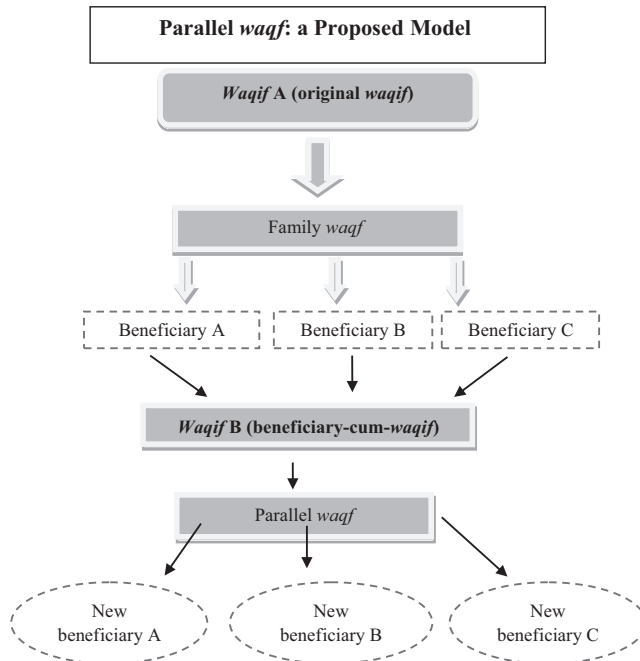 Parallel waqf: a Proposed Model
Waqif A (original waqif)
Family waqf
Beneficiary A
Beneficiary B
Beneficiary C
Waqif B (beneficiary-cum-waqif)
Parallel waqf
New
beneficiary A
New
beneficiary B
New
beneficiary C